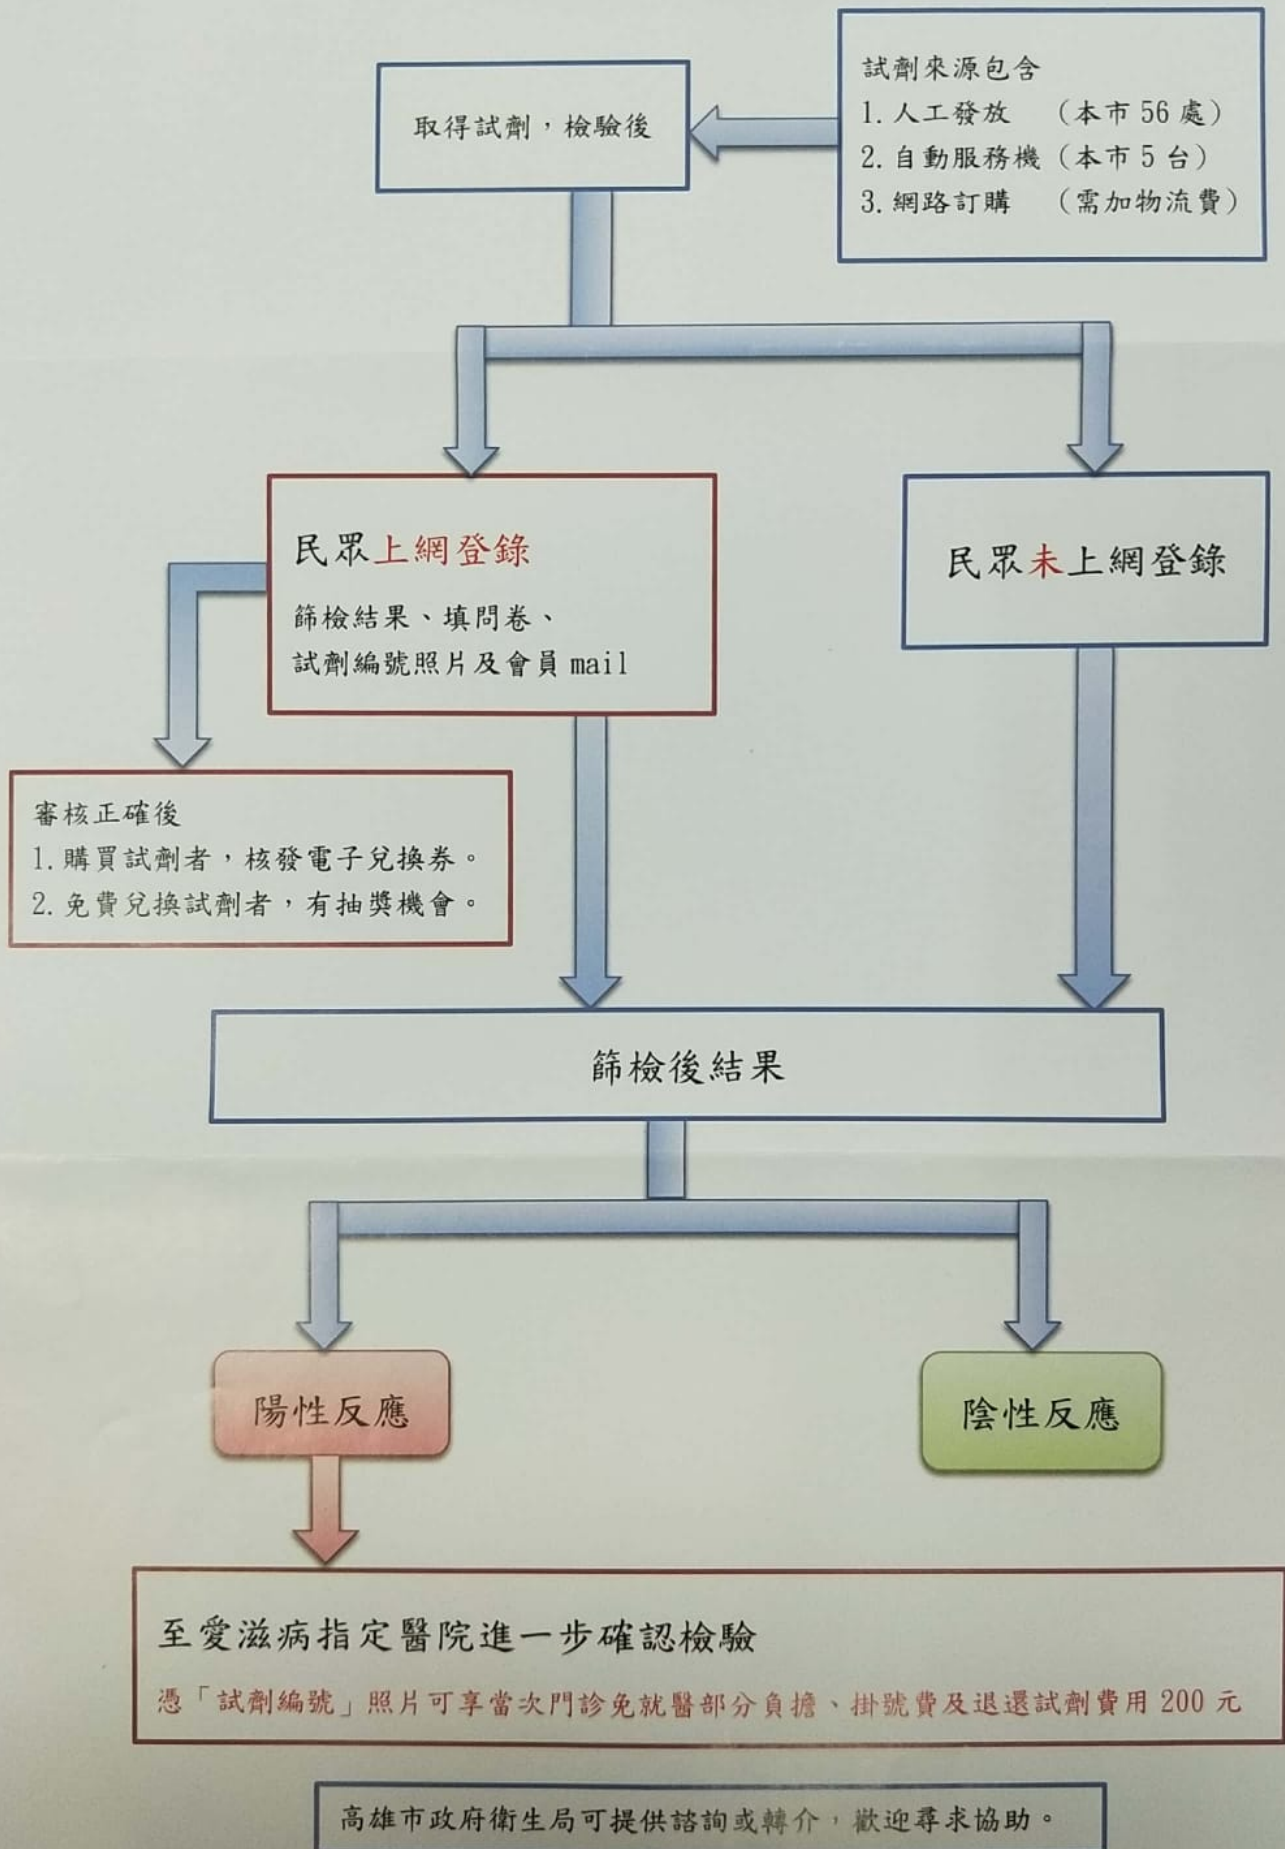 試劑來源包含
1.人工發放 (本市56處)
2.自動服務機(本市5台)
3.網路訂購 (需加物流費)
取得試劑，檢驗後
民眾上網登錄
篩檢結果、填問卷、
試劑編號照片及會員mail
民眾未上網登錄
審核正確後
1.購買試劑者，核發電子兌換券。
2.免費兌換試劑者，有抽獎機會。
篩檢後結果
陽性反應
陰性反應
至愛滋病指定醫院進一步確認檢驗
憑「試劑編號」照片可享當次門診免就醫部分負擔、掛號費及退還試劑費用200元
高雄市政府衛生局可提供諮詢或轉介，歡迎尋求協助。